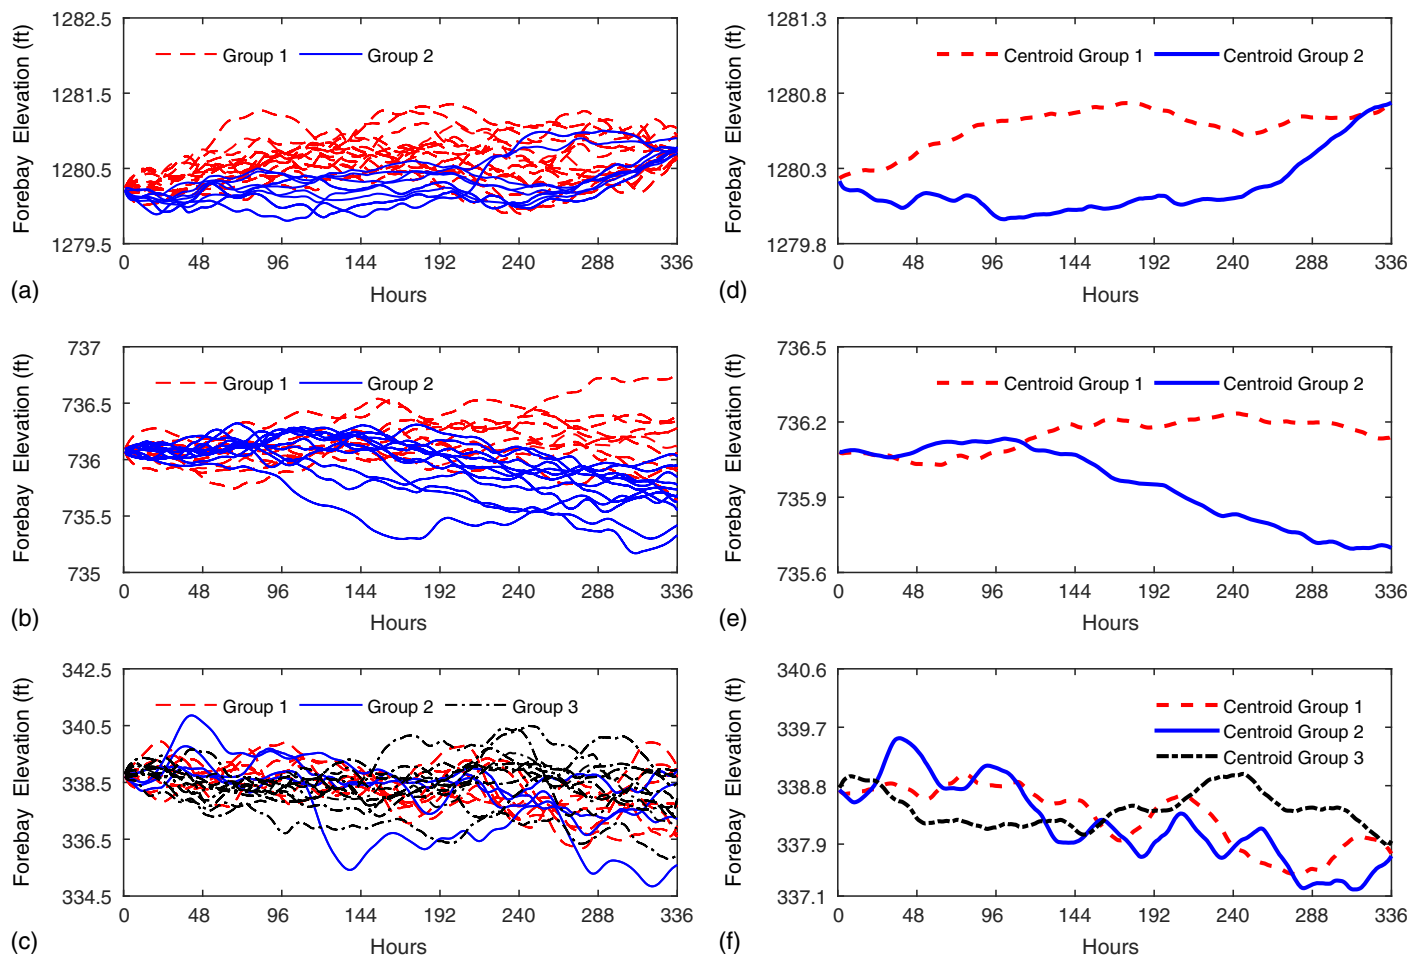 1282.5
1281.5
1280.5
1279.5
Forebay Elevation (ft)
Group 1 Group 2
0 48 96 144 192 240 288 336
(a) Hours
1281.3
1280.8
1280.3
1279.8
Forebay Elevation (ft)
Centroid Group 1 Centroid Group 2
0 48 96 144 192 240 288 336
(d) Hours
737
736.5
736
735.5
735
Forebay Elevation (ft)
Group 1 Group 2
0 48 96 144 192 240 288 336
(b) Hours
736.5
736.2
735.9
735.6
Forebay Elevation (ft)
Centroid Group 1 Centroid Group 2
0 48 96 144 192 240 288 336
(e) Hours
342.5
340.5
338.5
336.5
334.5
Forebay Elevation (ft)
Group 1 Group 2 Group 3
0 48 96 144 192 240 288 336
(c) Hours
340.6
339.7
338.8
337.9
337.1
Forebay Elevation (ft)
Centroid Group 1
Centroid Group 2
Centroid Group 3
0 48 96 144 192 240 288 336
(f) Hours